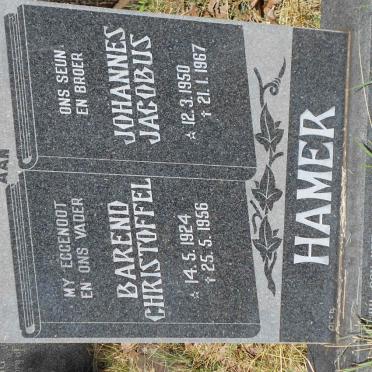 HAMER
MY EGGENOOT
EN ONS VADER
BAREND
CHRISTOFFEL
☆ 14.5.1924
† 25.5.1956
ONS SEUN
EN BROER
JOHANNES
JACOBUS
☆ 12.3.1950
† 21.1.1967
AAN